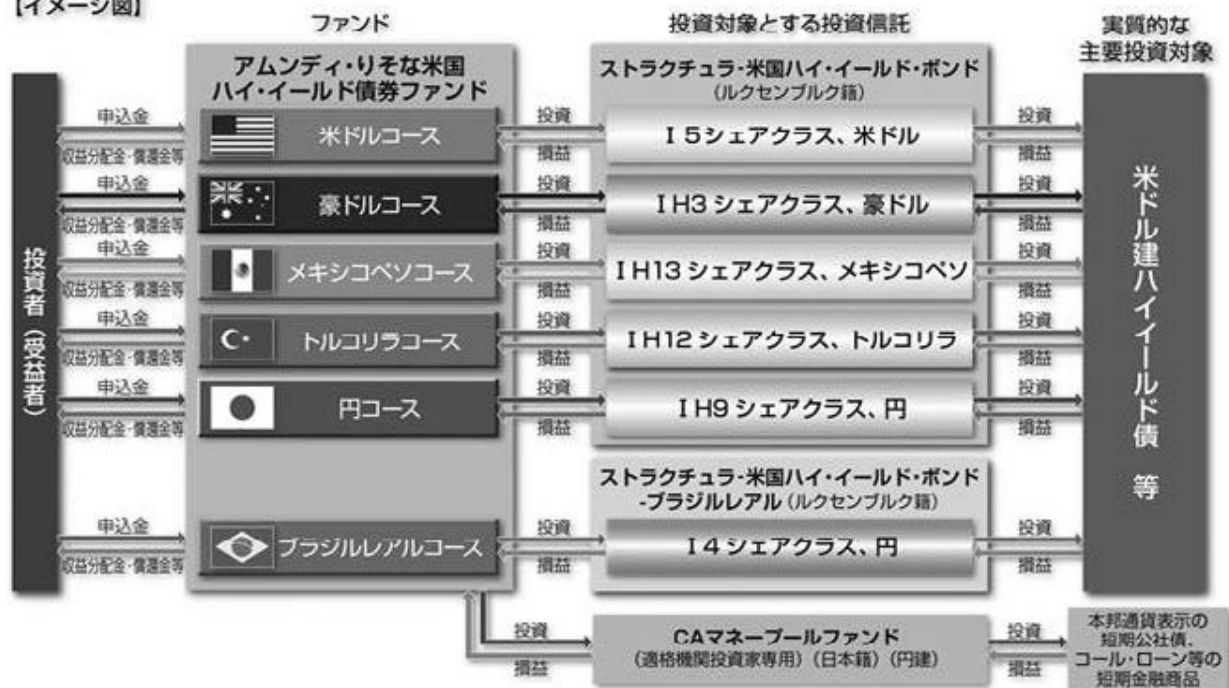 【イメージ図】
ファンド
投資対象とする投資信託
実質的な
主要投資対象
アムンディ・りそな米国
ハイ・イールド債券ファンド
ストラクチュラ-米国ハイ・イールド・ボンド
(ルクセンブルク籍)
投資者(受益者)
米ドル建ハイイールド債 等
申込金
収益分配金・償還金等
米ドルコース
投資
損益
I 5シェアクラス、米ドル
投資
損益
申込金
収益分配金・償還金等
豪ドルコース
投資
損益
I H3 シェアクラス、豪ドル
投資
損益
申込金
収益分配金・償還金等
メキシコペソコース
投資
損益
I H13 シェアクラス、メキシコペソ
投資
損益
申込金
収益分配金・償還金等
トルコリラコース
投資
損益
I H12 シェアクラス、トルコリラ
投資
損益
申込金
収益分配金・償還金等
円コース
投資
損益
I H9 シェアクラス、円
投資
損益
ストラクチュラ-米国ハイ・イールド・ボンド
-ブラジルレアル (ルクセンブルク籍)
申込金
収益分配金・償還金等
ブラジルレアルコース
投資
損益
I 4 シェアクラス、円
投資
損益
投資
損益
CAマネープールファンド
(適格機関投資家専用) (日本籍) (円建)
投資
損益
本邦通貨表示の
短期公社債、
コール・ローン等の
短期金融商品